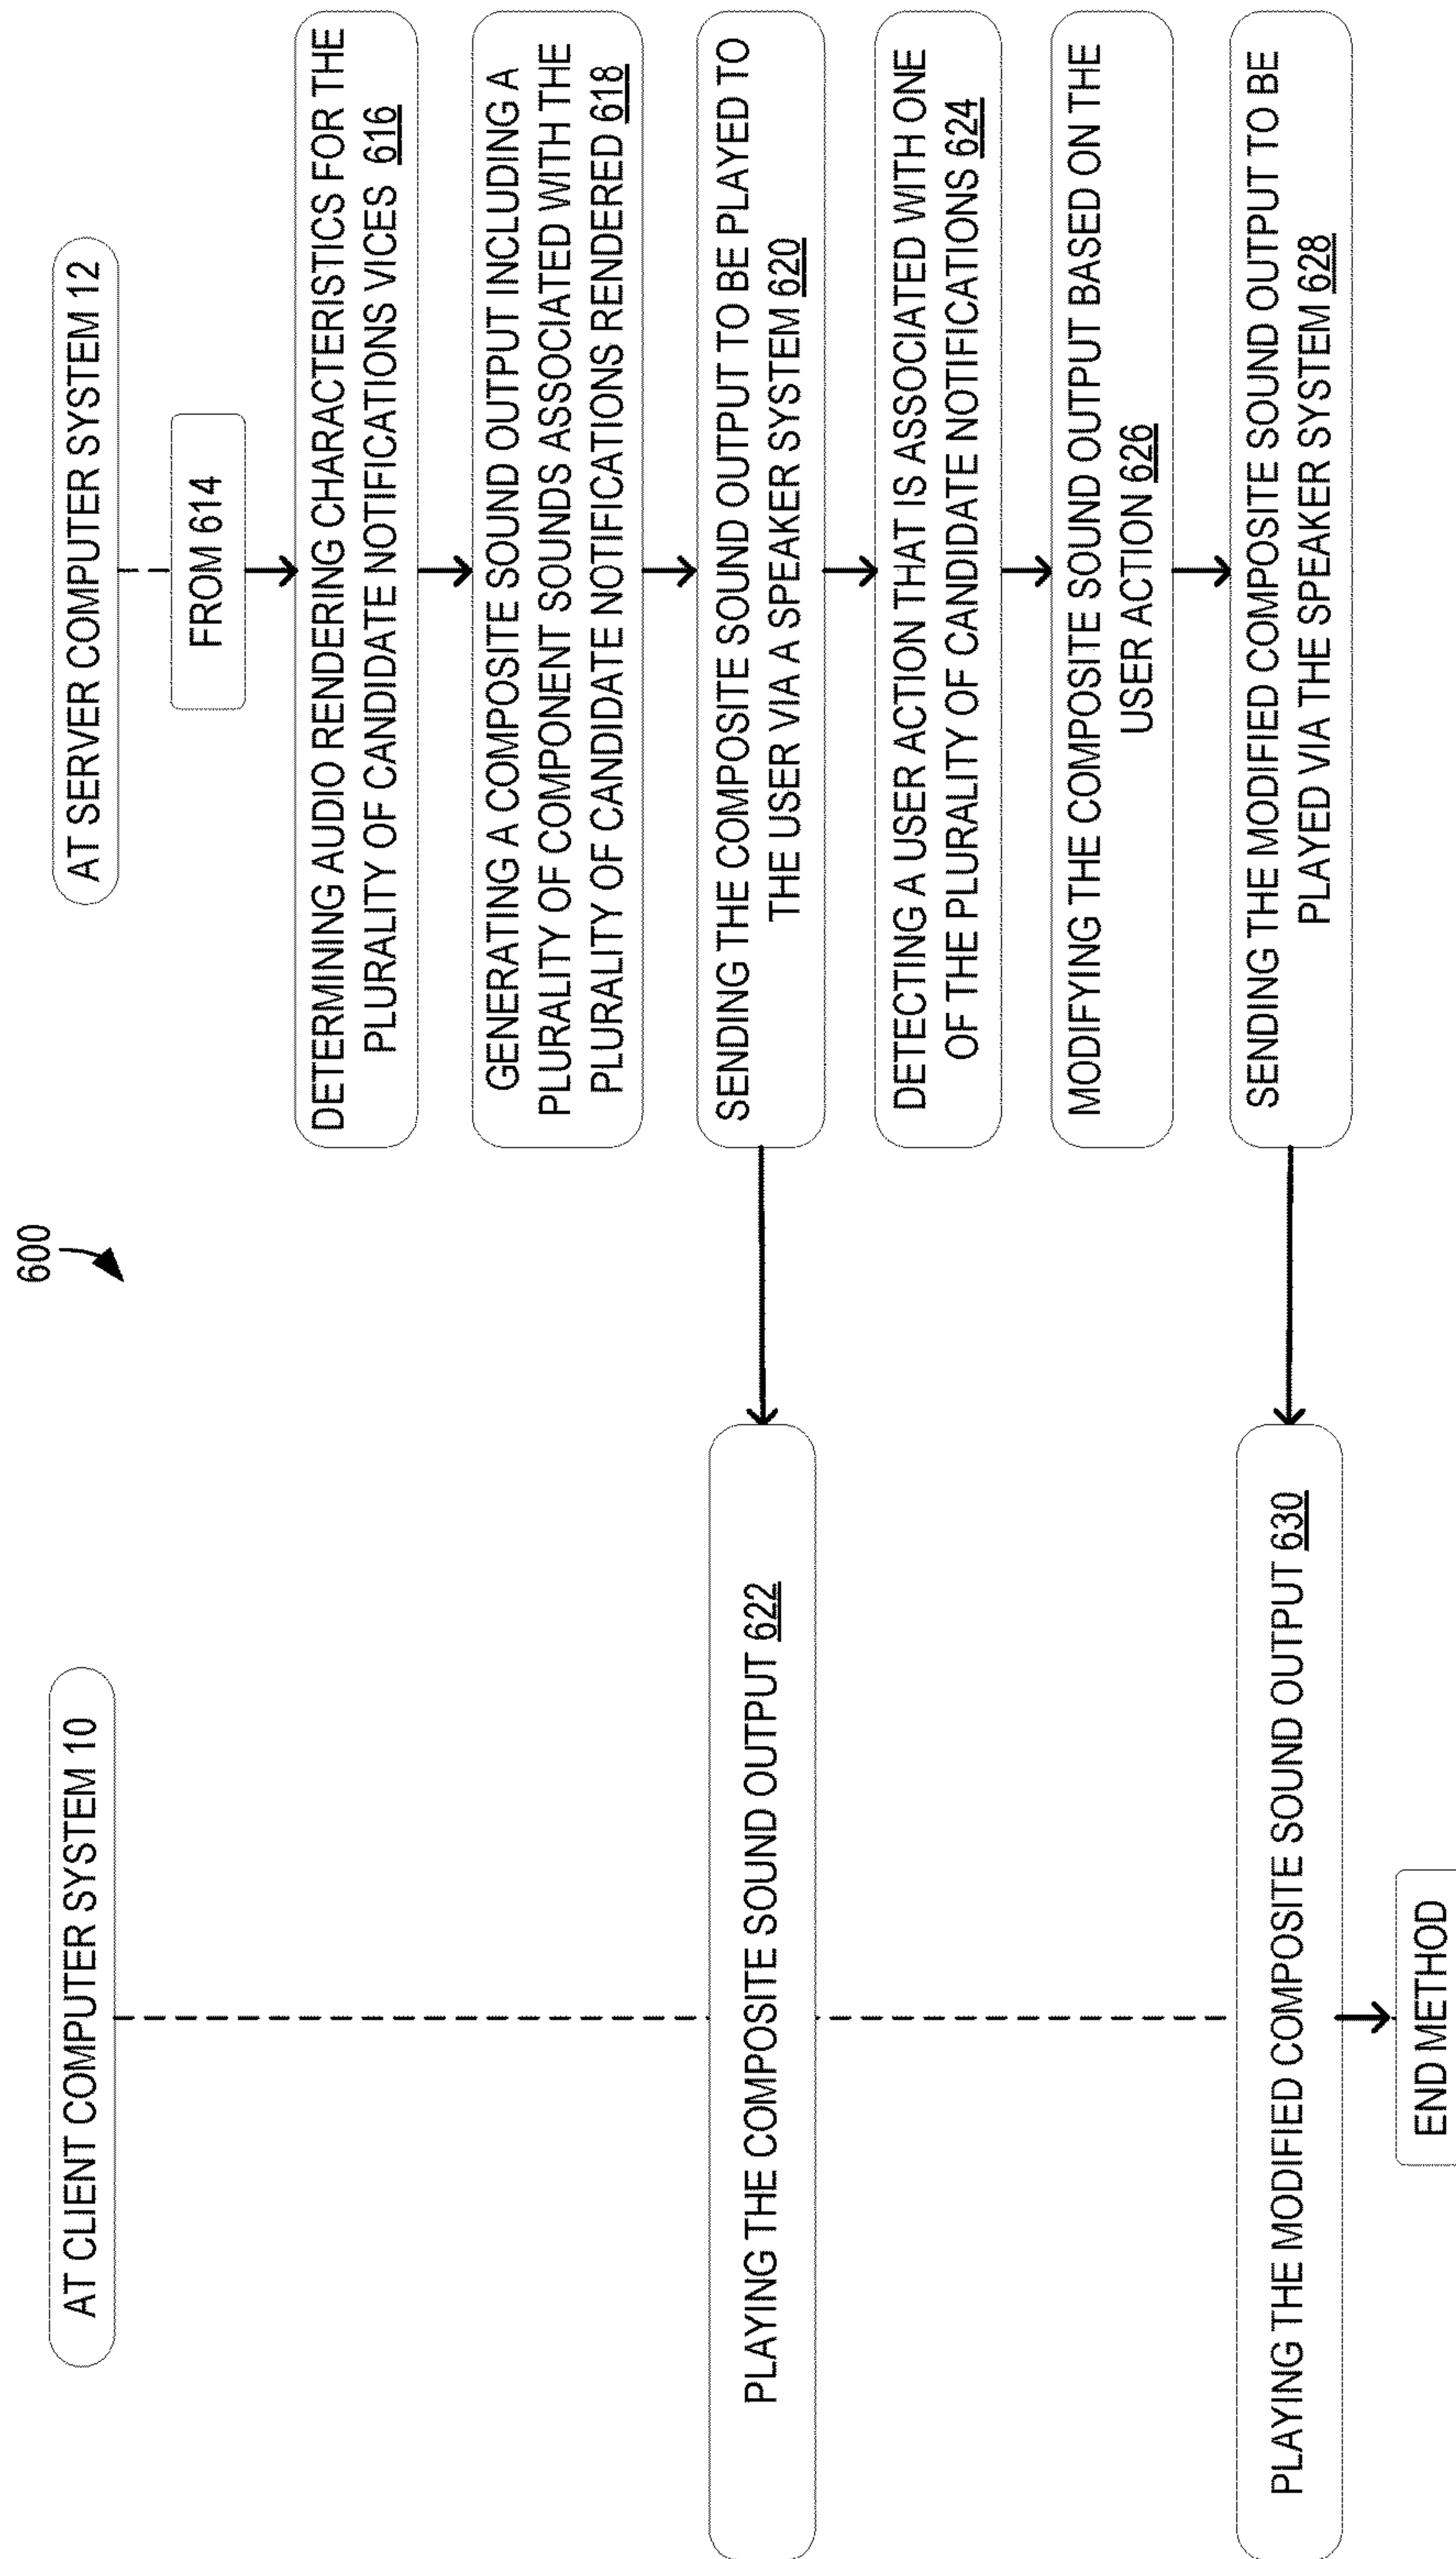 600
AT CLIENT COMPUTER SYSTEM 10
AT SERVER COMPUTER SYSTEM 12
FROM 614
DETERMINING AUDIO RENDERING CHARACTERISTICS FOR THE
PLURALITY OF CANDIDATE NOTIFICATIONS VICES 616
GENERATING A COMPOSITE SOUND OUTPUT INCLUDING A
PLURALITY OF COMPONENT SOUNDS ASSOCIATED WITH THE
PLURALITY OF CANDIDATE NOTIFICATIONS RENDERED 618
SENDING THE COMPOSITE SOUND OUTPUT TO BE PLAYED TO
THE USER VIA A SPEAKER SYSTEM 620
PLAYING THE COMPOSITE SOUND OUTPUT 622
DETECTING A USER ACTION THAT IS ASSOCIATED WITH ONE
OF THE PLURALITY OF CANDIDATE NOTIFICATIONS 624
MODIFYING THE COMPOSITE SOUND OUTPUT BASED ON THE
USER ACTION 626
SENDING THE MODIFIED COMPOSITE SOUND OUTPUT TO BE
PLAYED VIA THE SPEAKER SYSTEM 628
PLAYING THE MODIFIED COMPOSITE SOUND OUTPUT 630
END METHOD